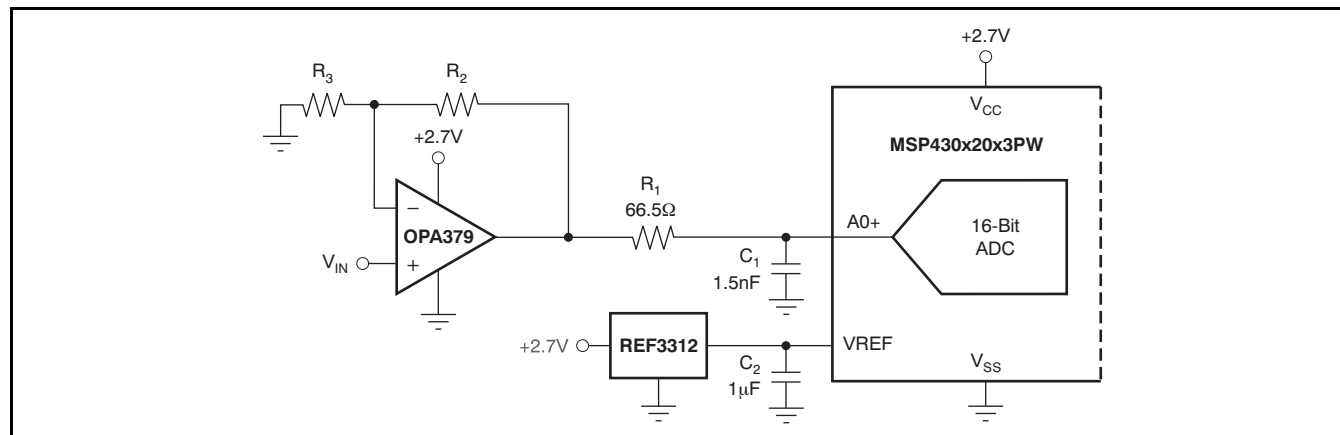 +2.7V
R3
R2
VCC
+2.7V
MSP430x20x3PW
R1
66.5Ω
−
OPA379
+
VIN
A0+
16-Bit
ADC
C1
1.5nF
+2.7V
REF3312
VREF
C2
1μF
VSS